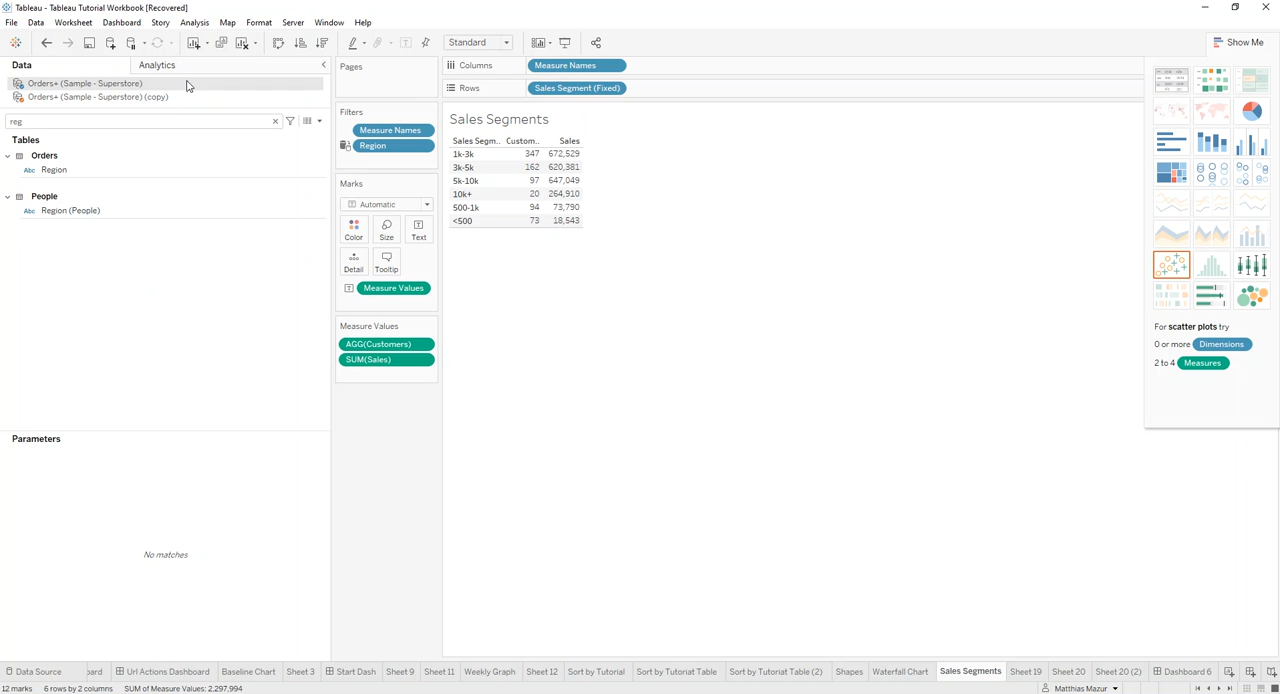 Tableau - Tableau Tutorial Workbook [Recovered]
File Data Worksheet Dashboard Story Analysis Map Format Server Window Help
Standard
Show Me
Data Analytics
Orders+ (Sample - Superstore)
Orders+ (Sample - Superstore) (copy)
reg
Tables
Orders
Abc Region
People
Abc Region (People)
Parameters
No matches
Pages
Filters
Measure Names
Region
Marks
Automatic
Color Size Text
Detail Tooltip
Measure Values
Measure Values
AGG(Customers)
SUM(Sales)
Columns Measure Names
Rows Sales Segment (Fixed)
Sales Segments
Sales Segm.. Custom.. Sales
1k-3k 347 672,529
3k-5k 162 620,381
5k-10k 97 647,049
10k+ 20 264,910
500-1k 94 73,790
<500 73 18,543
For scatter plots try
0 or more Dimensions
2 to 4 Measures
Data Source oard Url Actions Dashboard Baseline Chart Sheet 3 Start Dash Sheet 9 Sheet 11 Weekly Graph Sheet 12 Sort by Tutorial Sort by Tutoriat Table Sort by Tutoriat Table (2) Shapes Waterfall Chart Sales Segments Sheet 19 Sheet 20 Sheet 20 (2) Dashboard 6
12 marks 6 rows by 2 columns SUM of Measure Values: 2,297,994 Matthias Mazur